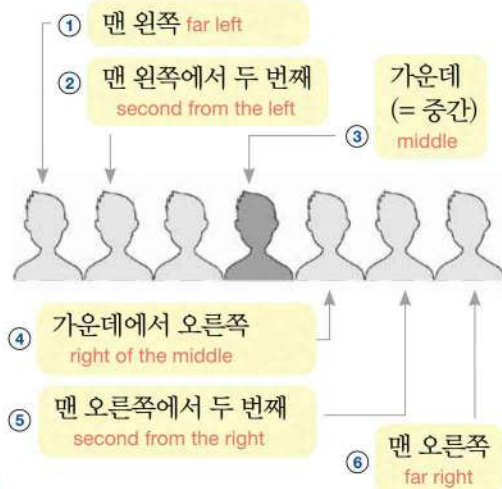 ① 맨 왼쪽 far left
② 맨 왼쪽에서 두 번째
second from the left
③ 가운데
(= 중간)
middle
④ 가운데에서 오른쪽
right of the middle
⑤ 맨 오른쪽에서 두 번째
second from the right
⑥ 맨 오른쪽
far right